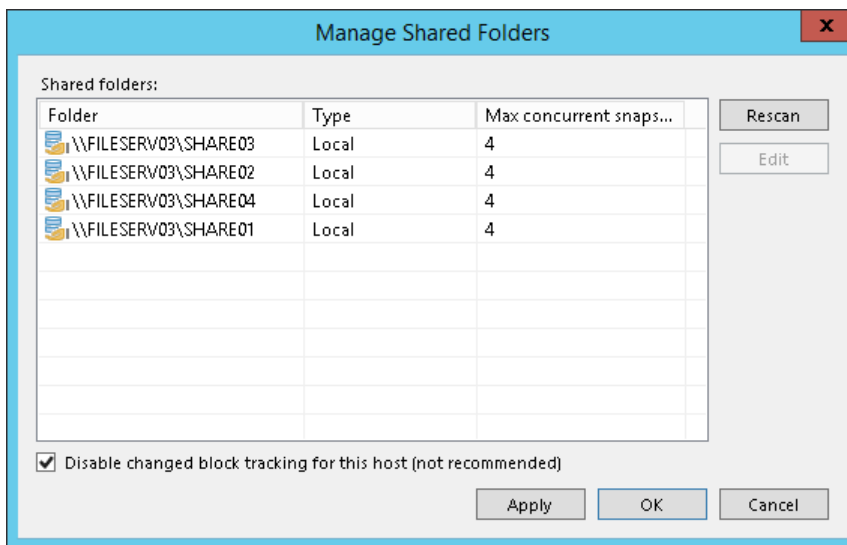 Manage Shared Folders
x
Shared folders:
Folder Type Max concurrent snaps...
\\FILESERV03\SHARE03 Local 4
\\FILESERV03\SHARE02 Local 4
\\FILESERV03\SHARE04 Local 4
\\FILESERV03\SHARE01 Local 4
Rescan
Edit
Disable changed block tracking for this host (not recommended)
Apply OK Cancel